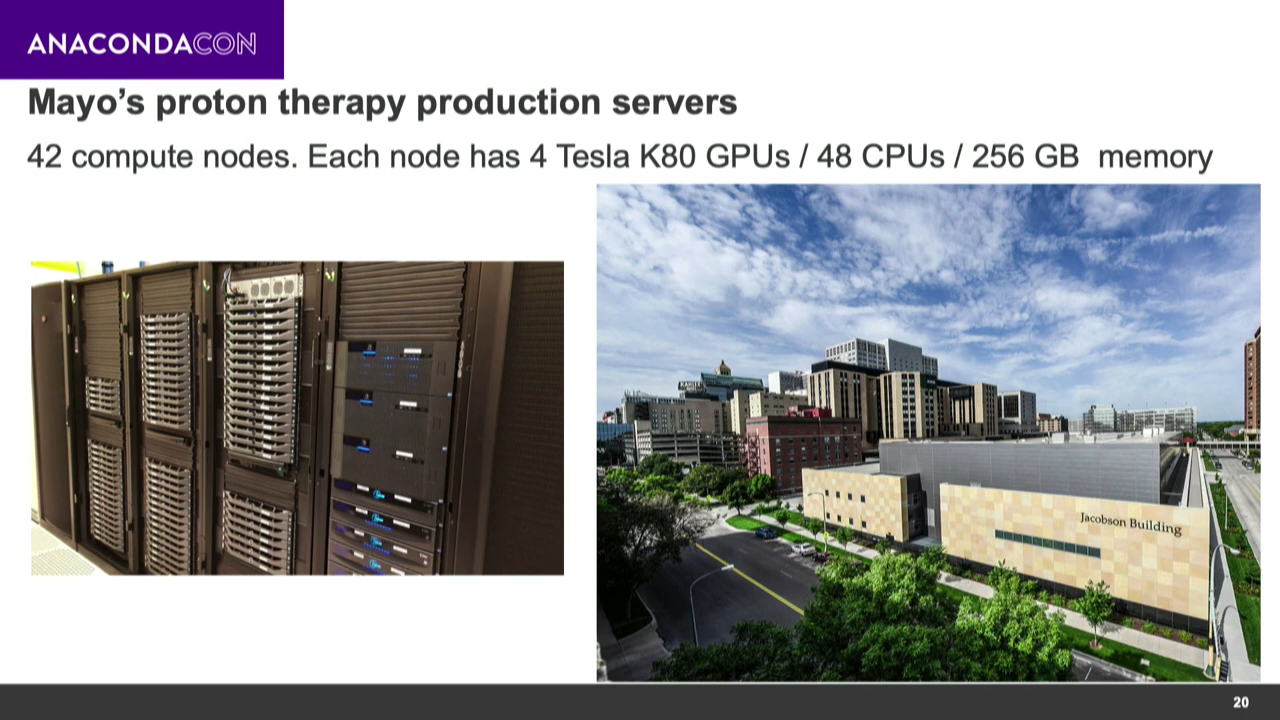 ANACONDACON
Mayo's proton therapy production servers
42 compute nodes. Each node has 4 Tesla K80 GPUs / 48 CPUs / 256 GB memory
Jacobson Building
20